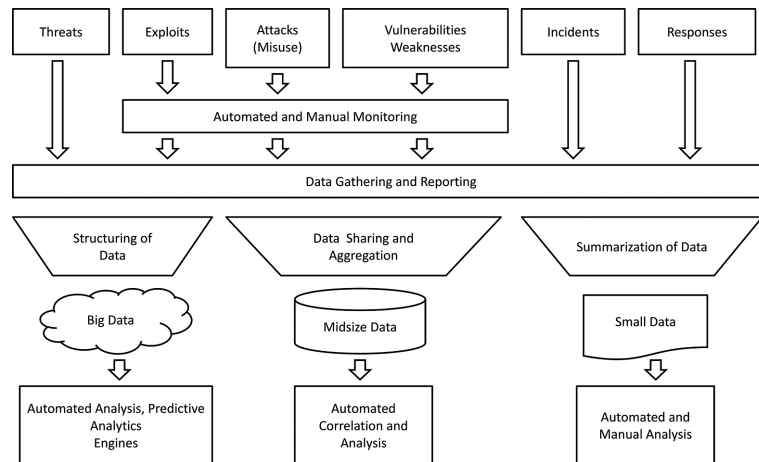 Threats
Exploits
Attacks
(Misuse)
Vulnerabilities
Weaknesses
Incidents
Responses
Automated and Manual Monitoring
Data Gathering and Reporting
Structuring of
Data
Data Sharing and
Aggregation
Summarization of Data
Big Data
Midsize Data
Small Data
Automated Analysis, Predictive
Analytics
Engines
Automated
Correlation and
Analysis
Automated and
Manual Analysis